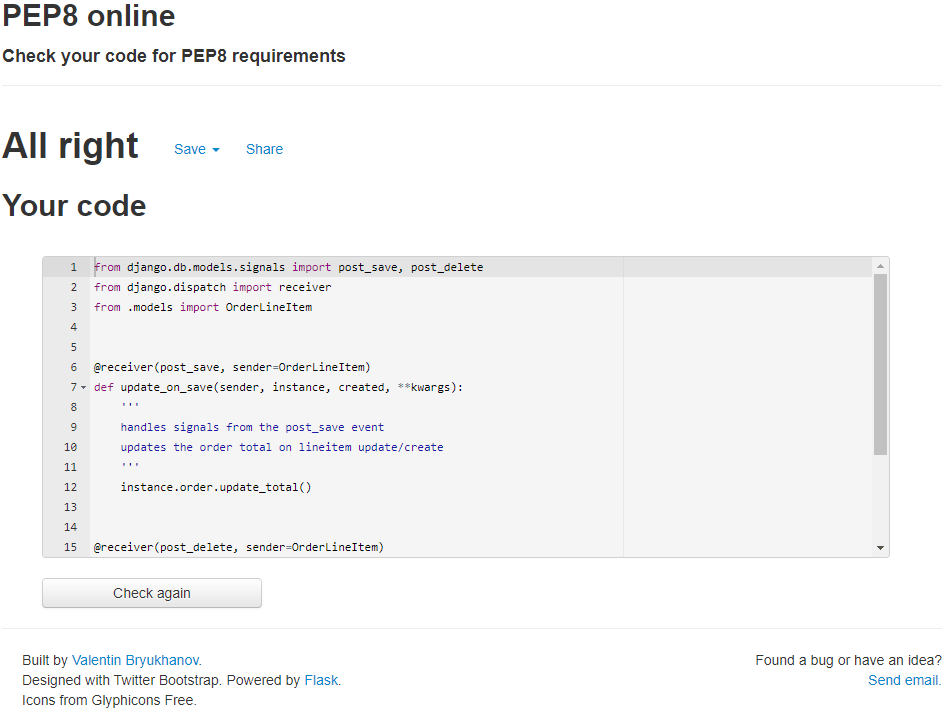 PEP8 online
Check your code for PEP8 requirements
All right Save Share
Your code
1 from django.db.models.signals import post_save, post_delete
2 from django.dispatch import receiver
3 from .models import OrderLineItem
4
5
6 @receiver(post_save, sender=OrderLineItem)
7 def update_on_save(sender, instance, created, **kwargs):
8     '''
9     handles signals from the post_save event
10     updates the order total on lineitem update/create
11     '''
12     instance.order.update_total()
13
14
15 @receiver(post_delete, sender=OrderLineItem)
Check again
Built by Valentin Bryukhanov. Found a bug or have an idea?
Designed with Twitter Bootstrap. Powered by Flask. Send email.
Icons from Glyphicons Free.